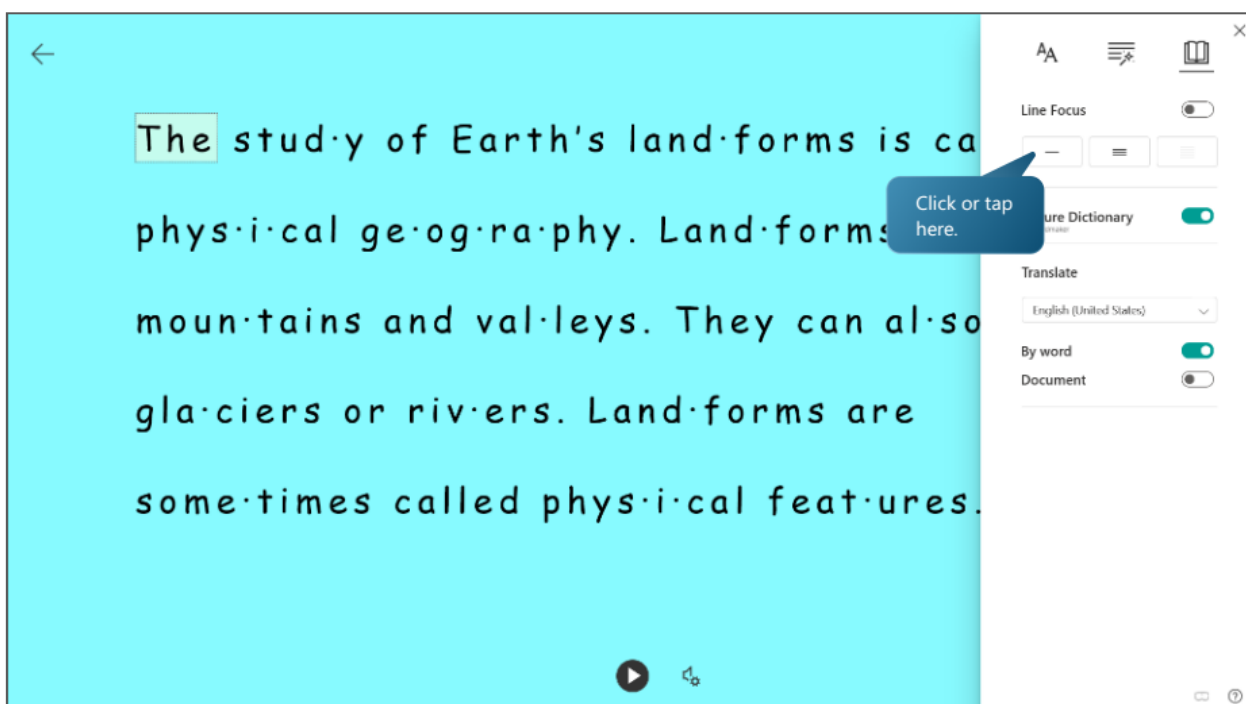 The stud·y of Earth's land·forms is ca
phys·i·cal ge·og·ra·phy. Land·forms
moun·tains and val·leys. They can al·so
gla·ciers or riv·ers. Land·forms are
some·times called phys·i·cal feat·ures.
AA
Line Focus
Click or tap
here.
ure Dictionary
Translate
English (United States)
By word
Document